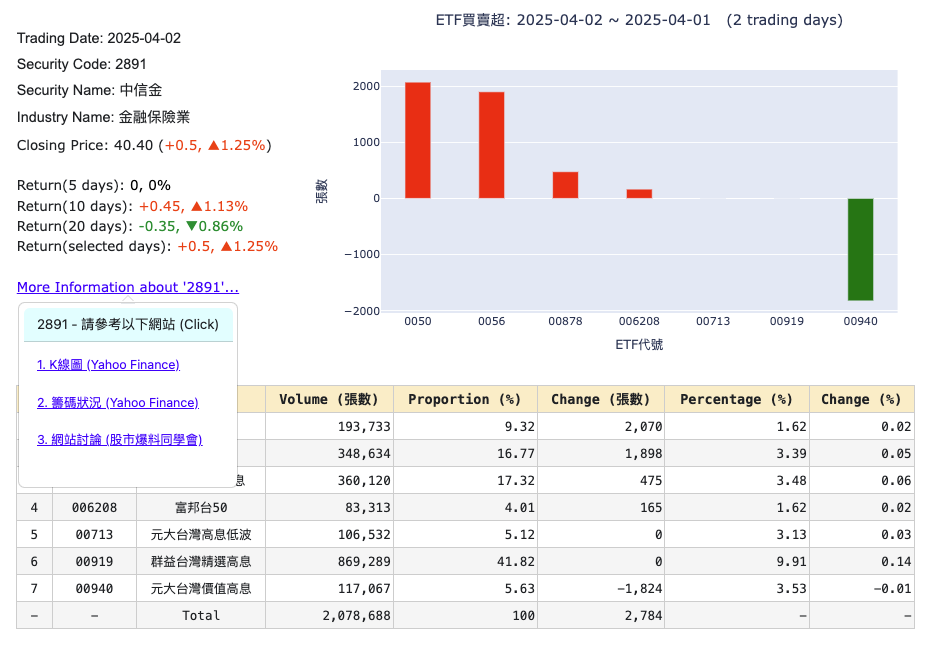 Trading Date: 2025-04-02
Security Code: 2891
Security Name: 中信金
Industry Name: 金融保險業
Closing Price: 40.40 (+0.5, ▲1.25%)
Return(5 days): 0, 0%
Return(10 days): +0.45, ▲1.13%
Return(20 days): -0.35, ▼0.86%
Return(selected days): +0.5, ▲1.25%
More Information about '2891'...
2891 - 請參考以下網站 (Click)
1. K線圖 (Yahoo Finance)
2. 籌碼狀況 (Yahoo Finance)
3. 網站討論 (股市爆料同學會)
ETF買賣超: 2025-04-02 ~ 2025-04-01 (2 trading days)
張數
2000
1000
0
−1000
−2000
0050 0056 00878 006208 00713 00919 00940
ETF代號
Volume (張數) Proportion (%) Change (張數) Percentage (%) Change (%)
193,733 9.32 2,070 1.62 0.02
348,634 16.77 1,898 3.39 0.05
息 360,120 17.32 475 3.48 0.06
4 006208 富邦台50 83,313 4.01 165 1.62 0.02
5 00713 元大台灣高息低波 106,532 5.12 0 3.13 0.03
6 00919 群益台灣精選高息 869,289 41.82 0 9.91 0.14
7 00940 元大台灣價值高息 117,067 5.63 −1,824 3.53 −0.01
− − Total 2,078,688 100 2,784 − −